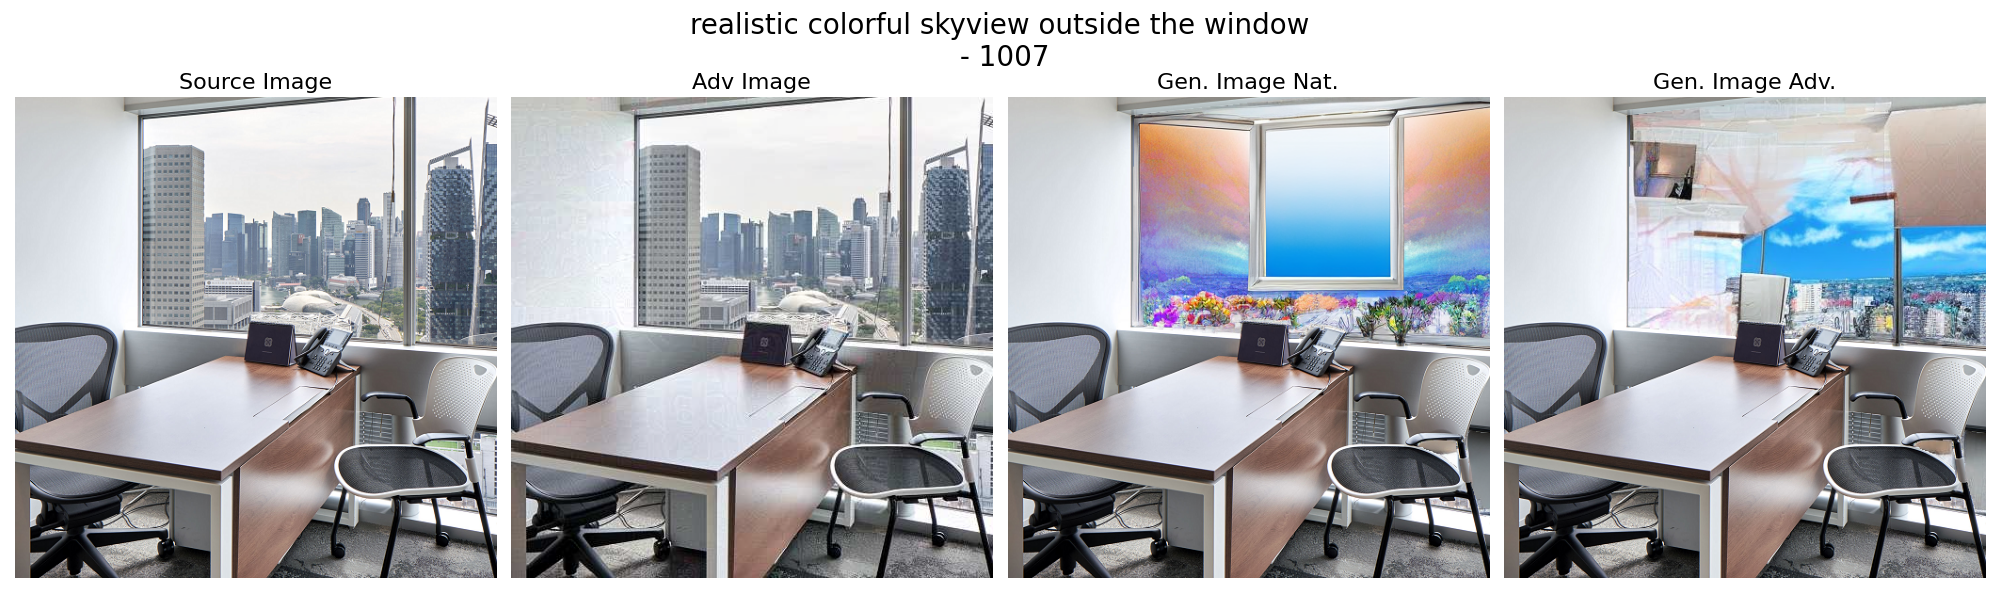 realistic colorful skyview outside the window
- 1007
Source Image
Adv Image
Gen. Image Nat.
Gen. Image Adv.